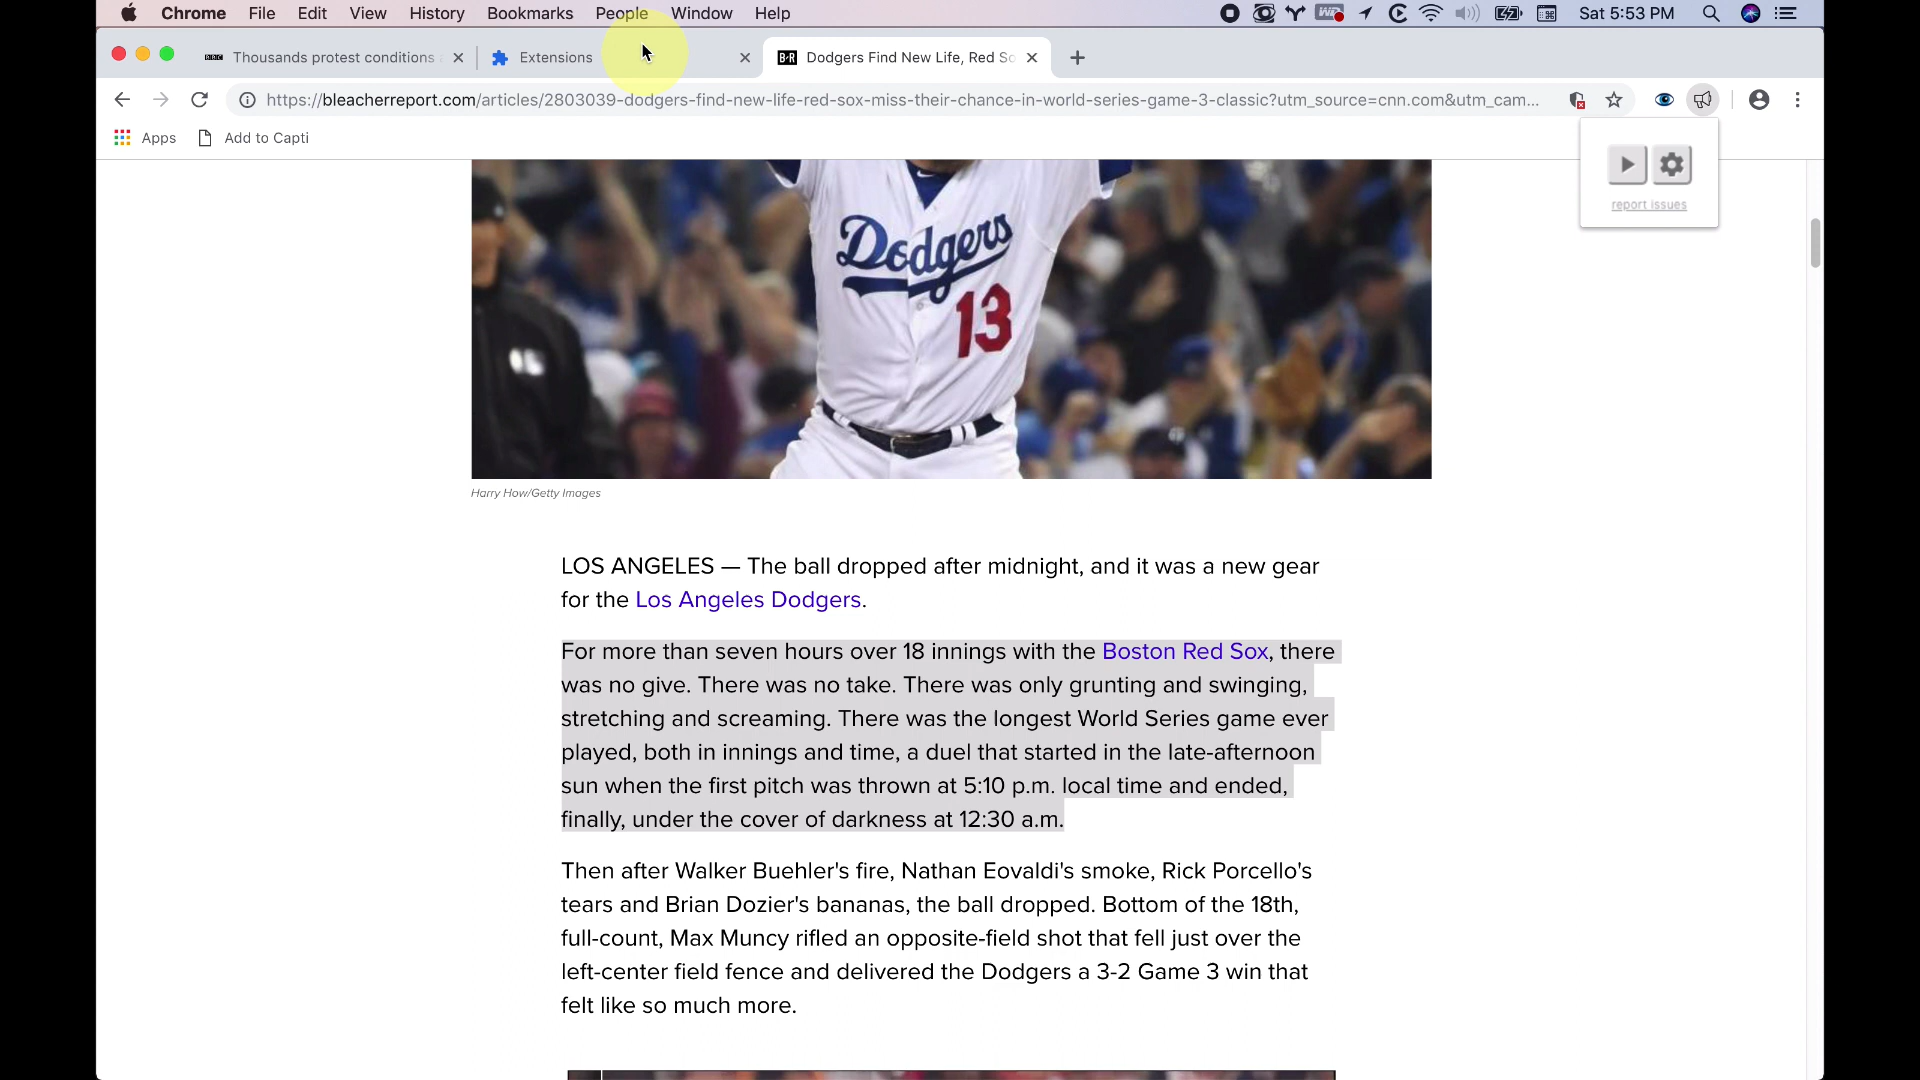 Chrome File Edit View History Bookmarks People Window Help Sat 5:53 PM
BBC Thousands protest conditions Extensions B/R Dodgers Find New Life, Red So
https://bleacherreport.com/articles/2803039-dodgers-find-new-life-red-sox-miss-their-chance-in-world-series-game-3-classic?utm_source=cnn.com&utm_cam...
Apps Add to Capti
report issues
Dodgers
13
Harry How/Getty Images
LOS ANGELES — The ball dropped after midnight, and it was a new gear
for the Los Angeles Dodgers.
For more than seven hours over 18 innings with the Boston Red Sox, there
was no give. There was no take. There was only grunting and swinging,
stretching and screaming. There was the longest World Series game ever
played, both in innings and time, a duel that started in the late-afternoon
sun when the first pitch was thrown at 5:10 p.m. local time and ended,
finally, under the cover of darkness at 12:30 a.m.
Then after Walker Buehler's fire, Nathan Eovaldi's smoke, Rick Porcello's
tears and Brian Dozier's bananas, the ball dropped. Bottom of the 18th,
full-count, Max Muncy rifled an opposite-field shot that fell just over the
left-center field fence and delivered the Dodgers a 3-2 Game 3 win that
felt like so much more.